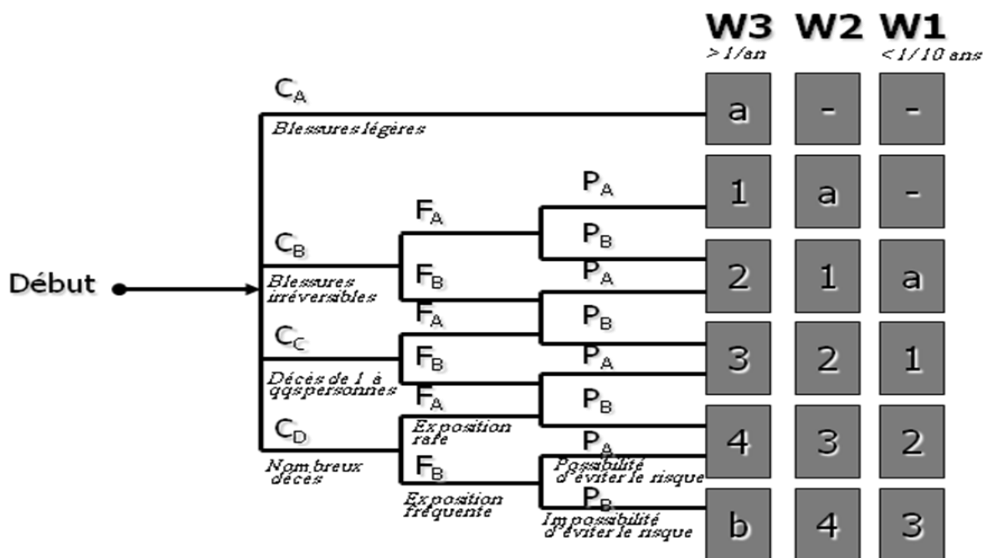 W3 W2 W1
> 1/an < 1/10 ans
CA
Blessures légères
a - -
PA
1 a -
FA
PB
CB
Début
Blessures
irréversibles
FB
PA
2 1 a
FA
PB
CC
Décès de 1 à
qqs personnes
FB
PA
3 2 1
FA
Exposition
rare
PB
CD
Nombreux
décès
FB
Exposition
fréquente
PA
Possibilité
d'éviter le risque
4 3 2
PB
Impossibilité
d'éviter le risque
b 4 3